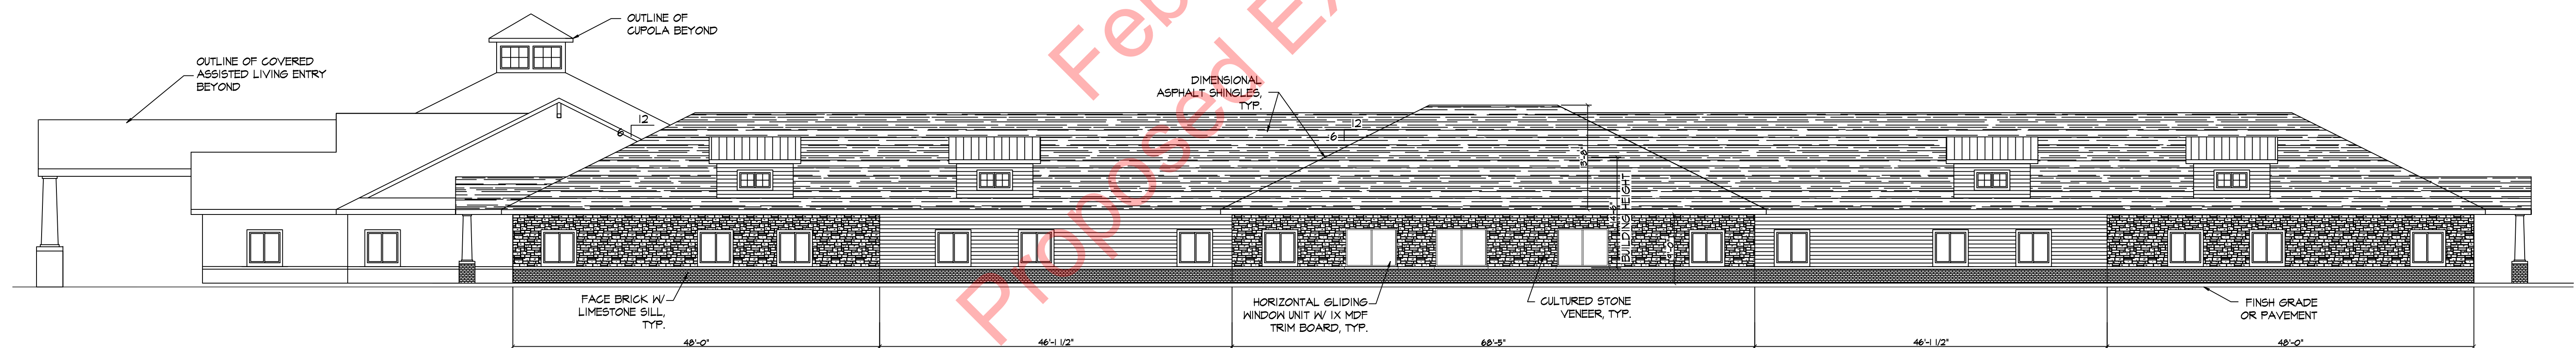 OUTLINE OF
CUPOLA BEYOND
OUTLINE OF COVERED
ASSISTED LIVING ENTRY
BEYOND
Feb
Proposed Ex
DIMENSIONAL
ASPHALT SHINGLES,
TYP.
12
6
12
6
BUILDING HEIGHT
FACE BRICK W/
LIMESTONE SILL,
TYP.
HORIZONTAL GLIDING
WINDOW UNIT W/ 1X MDF
TRIM BOARD, TYP.
CULTURED STONE
VENEER, TYP.
FINSH GRADE
OR PAVEMENT
48'-0"
46'-1 1/2"
68'-5"
46'-1 1/2"
48'-0"